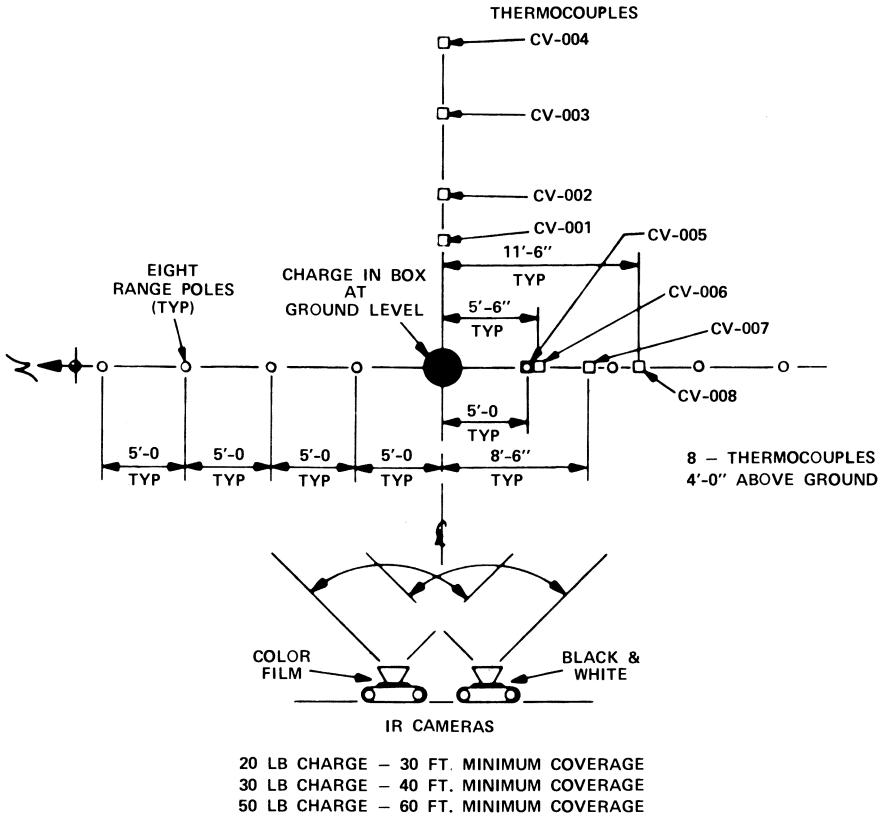 THERMOCOUPLES
CV-004
CV-003
CV-002
CV-001
CV-005
11'-6"
TYP
EIGHT
RANGE POLES
(TYP)
CHARGE IN BOX
AT
GROUND LEVEL
CV-006
5'-6"
TYP
CV-007
N
CV-008
5'-0
TYP
5'-0
TYP
5'-0
TYP
5'-0
TYP
5'-0
TYP
8'-6"
TYP
8 – THERMOCOUPLES
4'-0" ABOVE GROUND
COLOR
FILM
BLACK &
WHITE
IR CAMERAS
20 LB CHARGE – 30 FT. MINIMUM COVERAGE
30 LB CHARGE – 40 FT. MINIMUM COVERAGE
50 LB CHARGE – 60 FT. MINIMUM COVERAGE